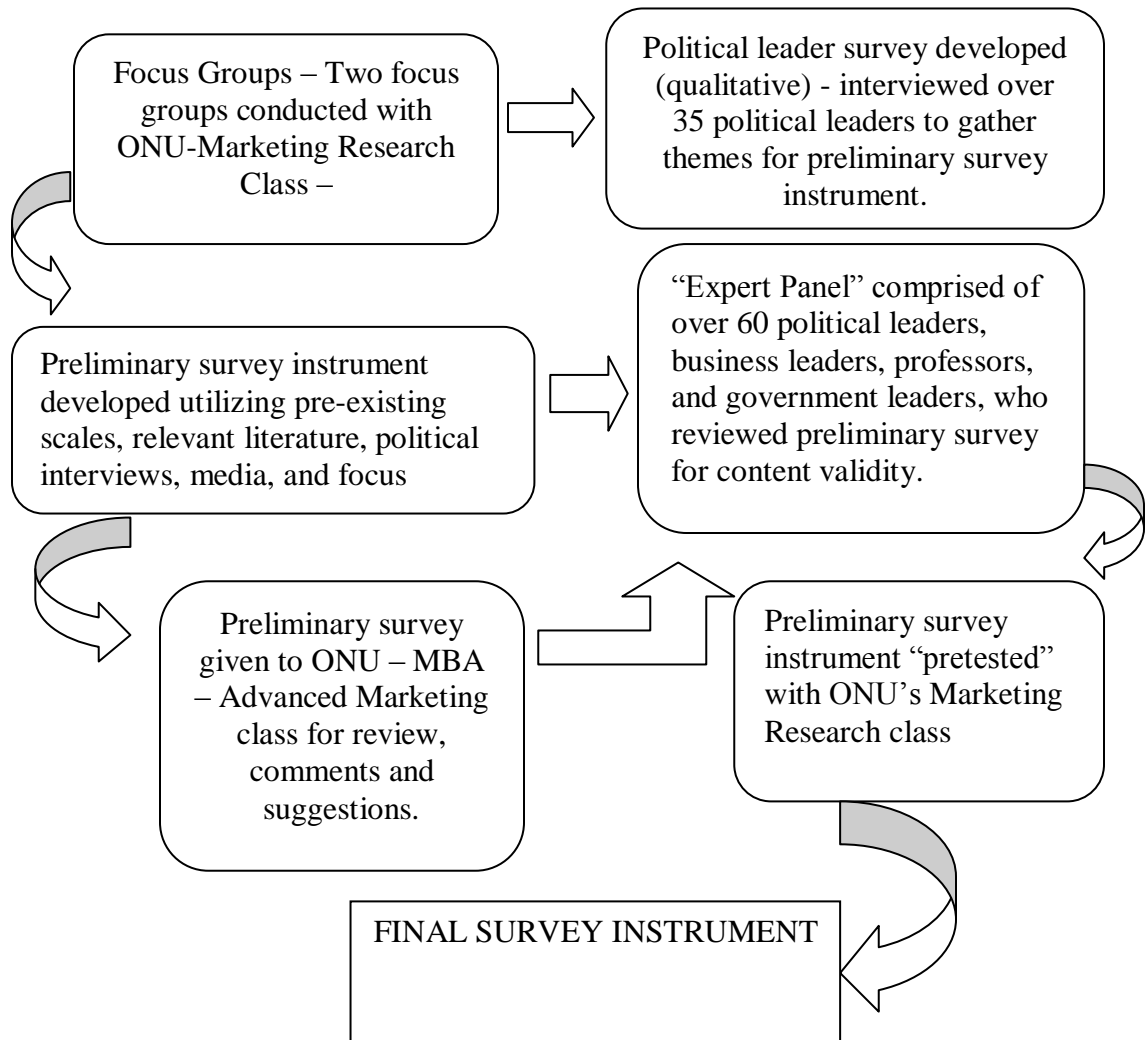 Focus Groups – Two focus
groups conducted with
ONU-Marketing Research
Class –
Political leader survey developed
(qualitative) - interviewed over
35 political leaders to gather
themes for preliminary survey
instrument.
Preliminary survey instrument
developed utilizing pre-existing
scales, relevant literature, political
interviews, media, and focus
“Expert Panel” comprised of
over 60 political leaders,
business leaders, professors,
and government leaders, who
reviewed preliminary survey
for content validity.
Preliminary survey
given to ONU – MBA
– Advanced Marketing
class for review,
comments and
suggestions.
Preliminary survey
instrument “pretested”
with ONU’s Marketing
Research class
FINAL SURVEY INSTRUMENT